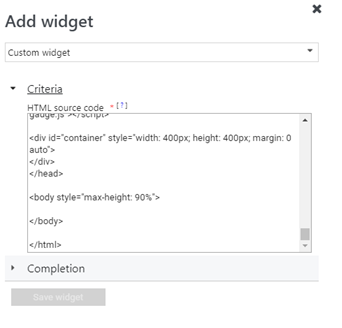 Add widget
Custom widget
Criteria
HTML source code * [?]
gauge.js"></script>
<div id="container" style="width: 400px; height: 400px; margin: 0
auto">
</div>
</head>
<body style="max-height: 90%">
</body>
</html>
Completion
Save widget